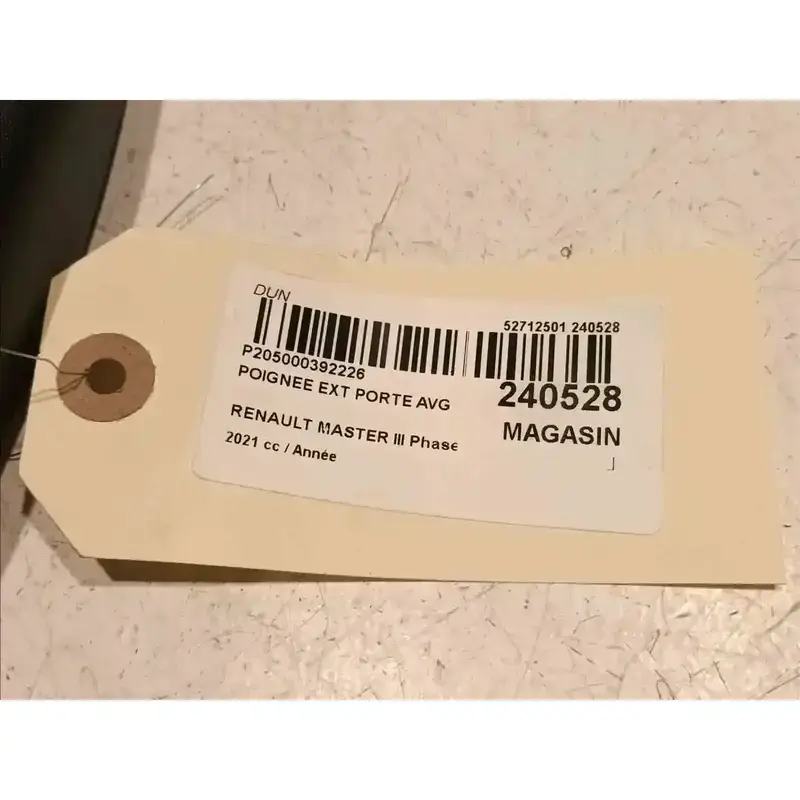 DUN
52712501 240528
P205000392226
POIGNEE EXT PORTE AVG
240528
RENAULT MASTER III Phase
MAGASIN
2021 cc / Année